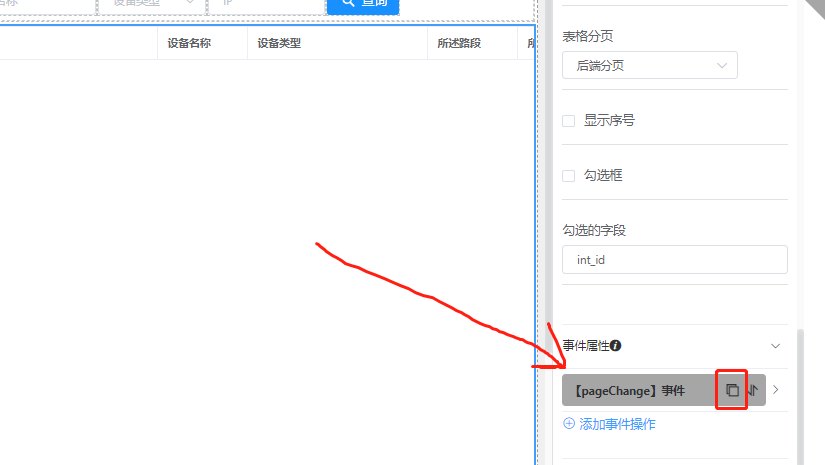 名称 设备类型 IP 查询
设备名称 设备类型 所述路段 所
表格分页
后端分页
显示序号
勾选框
勾选的字段
int_id
事件属性
【pageChange】事件
添加事件操作